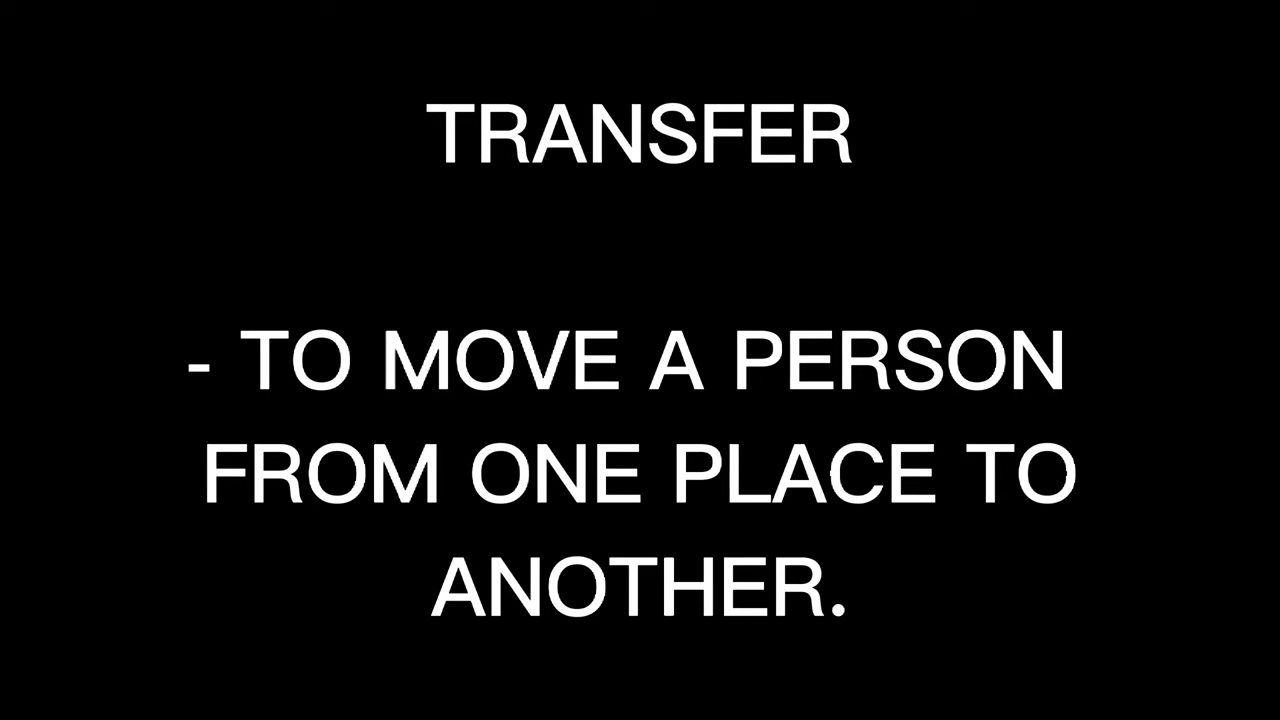 TRANSFER
- TO MOVE A PERSON
FROM ONE PLACE TO
ANOTHER.